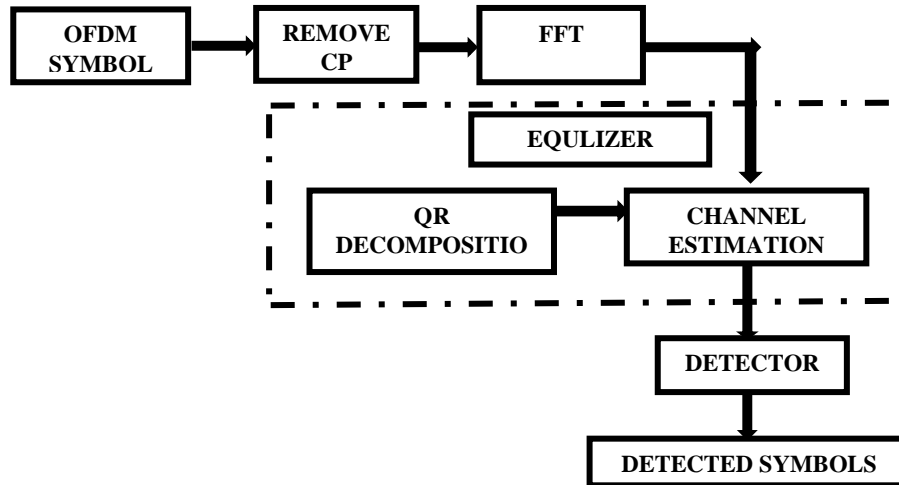 OFDM
SYMBOL
REMOVE
CP
FFT
EQULIZER
QR
DECOMPOSITIO
CHANNEL
ESTIMATION
DETECTOR
DETECTED SYMBOLS